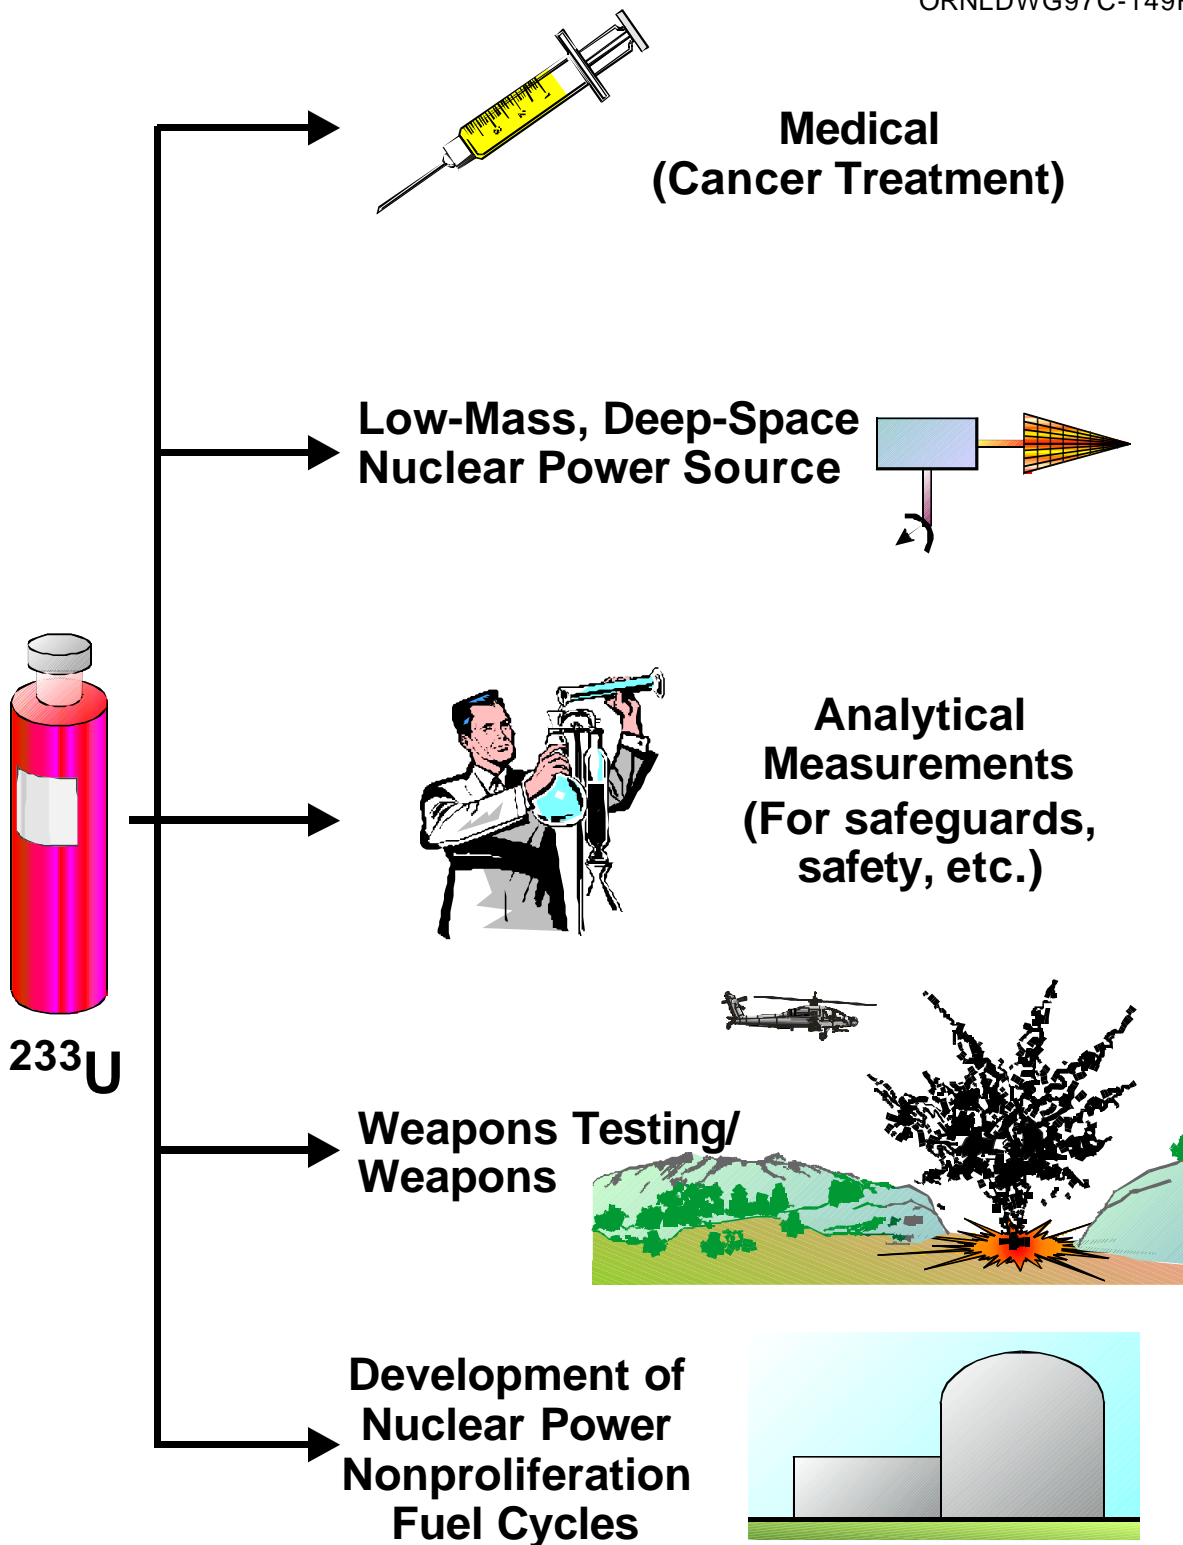 Medical
(Cancer Treatment)
Low-Mass, Deep-Space
Nuclear Power Source
Analytical
Measurements
(For safeguards,
safety, etc.)
²³³U
Weapons Testing/
Weapons
Development of
Nuclear Power
Nonproliferation
Fuel Cycles